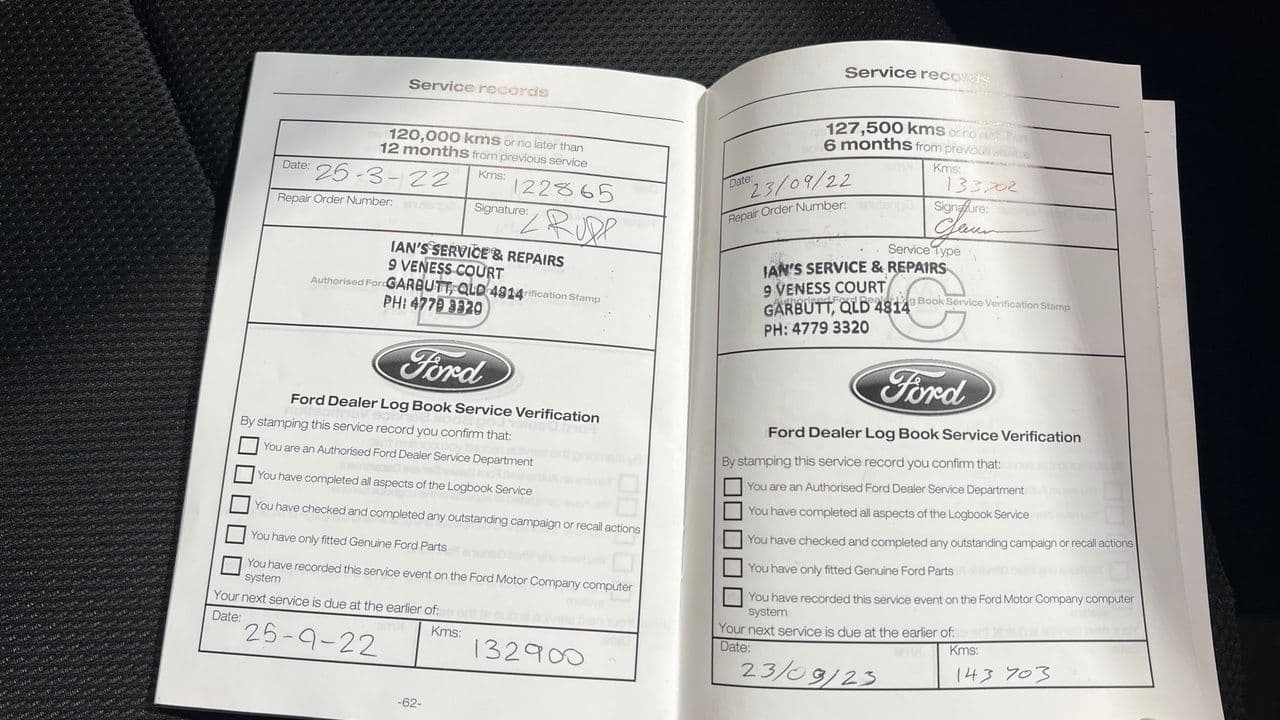 Service records
120,000 kms or no later than
12 months from previous service
Date: 25-3-22 Kms: 122865
Repair Order Number: Signature: L RUPP
Service Type
IAN'S SERVICE & REPAIRS
9 VENESS COURT
GARBUTT, QLD 4814
PH: 4779 3320
B
Ford
Ford Dealer Log Book Service Verification
By stamping this service record you confirm that:
You are an Authorised Ford Dealer Service Department
You have completed all aspects of the Logbook Service
You have checked and completed any outstanding campaign or recall actions
You have only fitted Genuine Ford Parts
You have recorded this service event on the Ford Motor Company computer
system
Your next service is due at the earlier of:
Date: 25-9-22 Kms: 132900
-62-
Service records
127,500 kms or no
6 months from previous service
Date: 23/09/22 Kms: 133,702
Repair Order Number: Signature:
Service Type
IAN'S SERVICE & REPAIRS
9 VENESS COURT
Authorised Ford Dealer Log Book Service Verification Stamp
GARBUTT, QLD 4814
PH: 4779 3320
C
Ford
Ford Dealer Log Book Service Verification
By stamping this service record you confirm that:
You are an Authorised Ford Dealer Service Department
You have completed all aspects of the Logbook Service
You have checked and completed any outstanding campaign or recall actions
You have only fitted Genuine Ford Parts
You have recorded this service event on the Ford Motor Company computer
system
Your next service is due at the earlier of:
Date: 23/09/23 Kms: 143 703